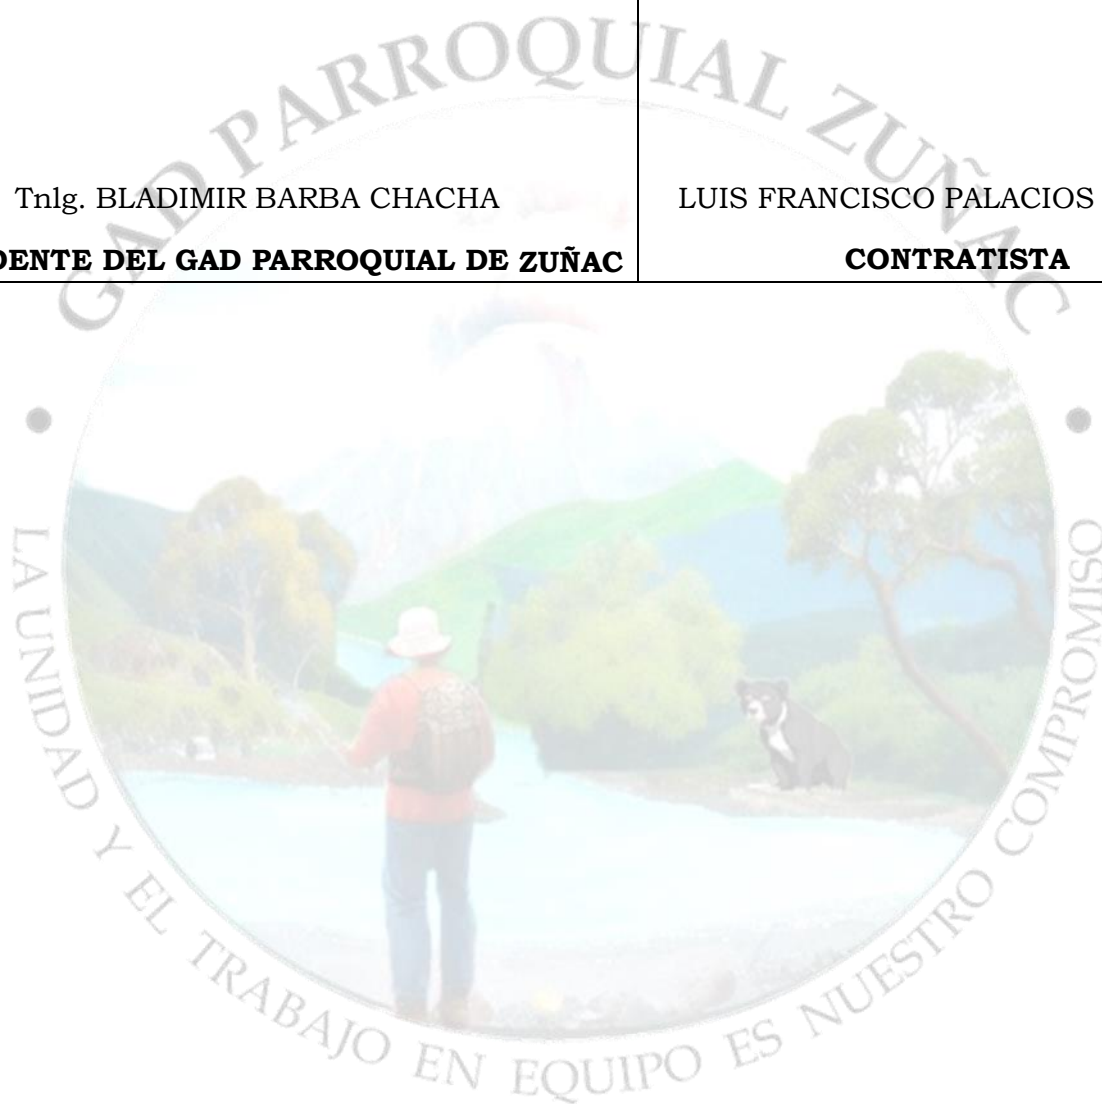 GAD PARROQUIAL ZUÑAC
Tnlg. BLADIMIR BARBA CHACHA
DENTE DEL GAD PARROQUIAL DE ZUÑAC
LUIS FRANCISCO PALACIOS
CONTRATISTA
LA UNIDAD Y EL TRABAJO EN EQUIPO ES NUESTRO COMPROMISO